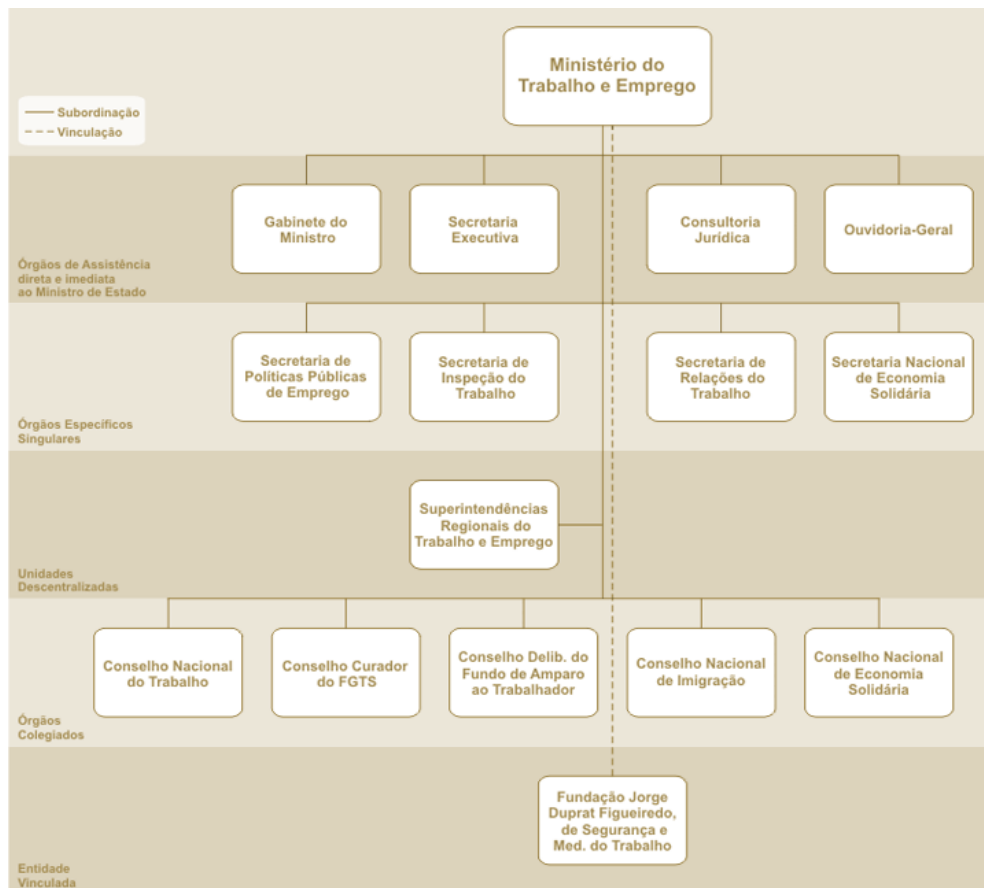 Ministério do
Trabalho e Emprego
Subordinação
Vinculação
Gabinete do
Ministro
Secretaria
Executiva
Consultoria
Jurídica
Ouvidoria-Geral
Órgãos de Assistência
direta e imediata
ao Ministro de Estado
Secretaria de
Políticas Públicas
de Emprego
Secretaria de
Inspeção do
Trabalho
Secretaria de
Relações do
Trabalho
Secretaria Nacional
de Economia
Solidária
Órgãos Específicos
Singulares
Superintendências
Regionais do
Trabalho e Emprego
Unidades
Descentralizadas
Conselho Nacional
do Trabalho
Conselho Curador
do FGTS
Conselho Delib. do
Fundo de Amparo
ao Trabalhador
Conselho Nacional
de Imigração
Conselho Nacional
de Economia
Solidária
Órgãos
Colegiados
Fundação Jorge
Duprat Figueiredo,
de Segurança e
Med. do Trabalho
Entidade
Vinculada